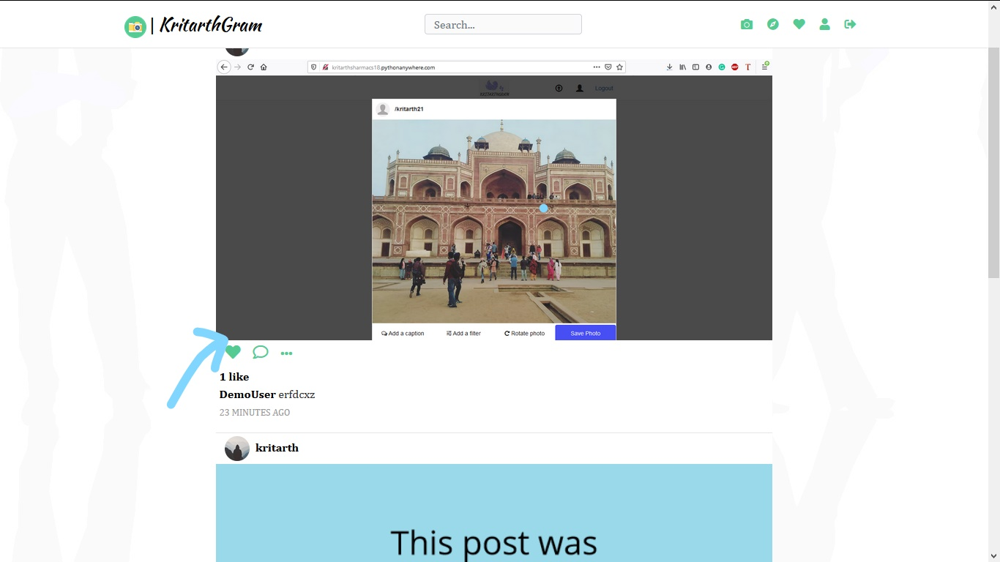 | KritarthGram
Search...
kritarthsharmacs18.pythonanywhere.com
KRITARTHGRAM
Logout
/kritarth21
Add a caption
Add a filter
Rotate photo
Save Photo
1 like
DemoUser erfdcxz
23 MINUTES AGO
kritarth
This post was